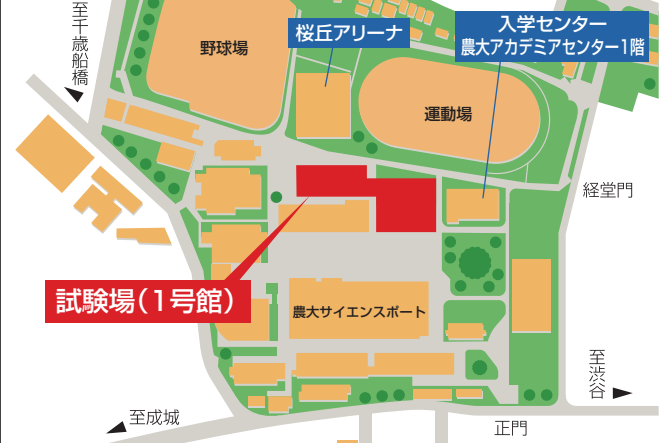 至千歳船橋
野球場
桜丘アリーナ
入学センター
農大アカデミアセンター1階
運動場
経堂門
試験場(1号館)
農大サイエンスポート
至渋谷
至成城
正門